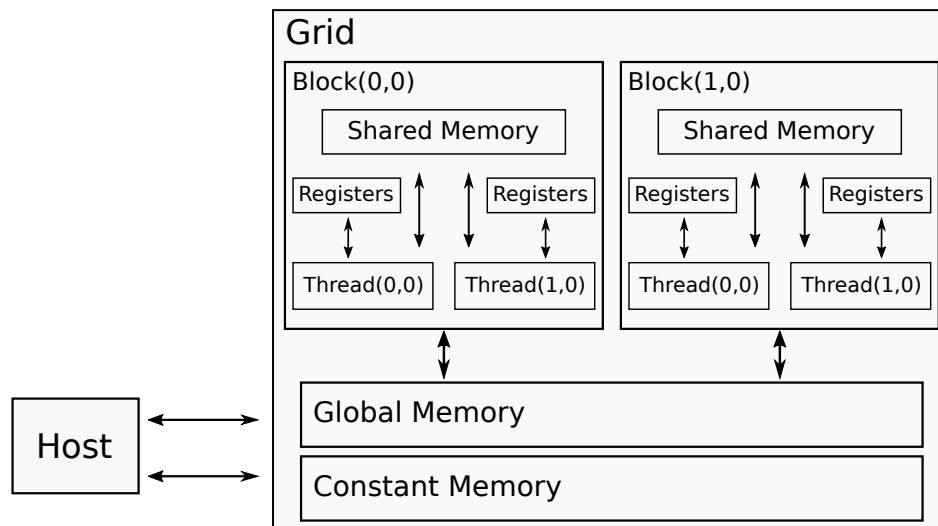 Grid
Block(0,0)
Shared Memory
Registers
Registers
Thread(0,0)
Thread(1,0)
Block(1,0)
Shared Memory
Registers
Registers
Thread(0,0)
Thread(1,0)
Host
Global Memory
Constant Memory